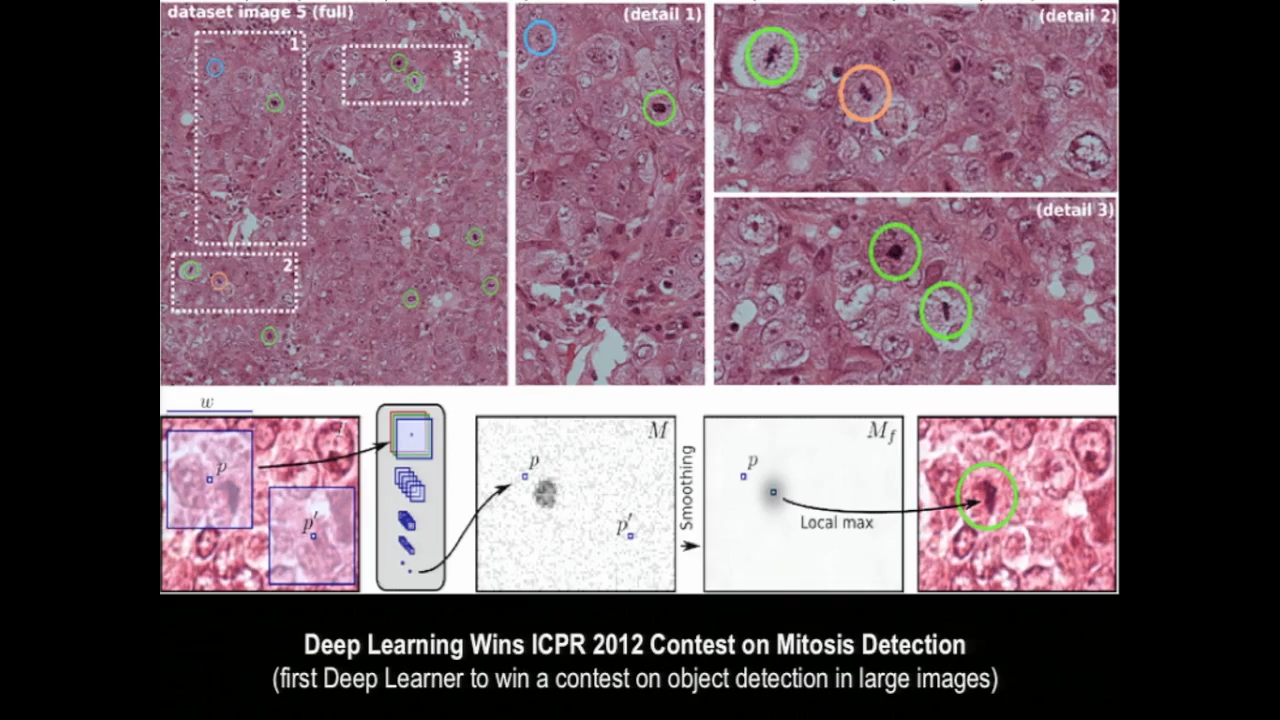 dataset image 5 (full)
1
3
2
(detail 1)
(detail 2)
(detail 3)
w
I
p
p′
M
p
p′
Smoothing
M_f
p
Local max
Deep Learning Wins ICPR 2012 Contest on Mitosis Detection
(first Deep Learner to win a contest on object detection in large images)